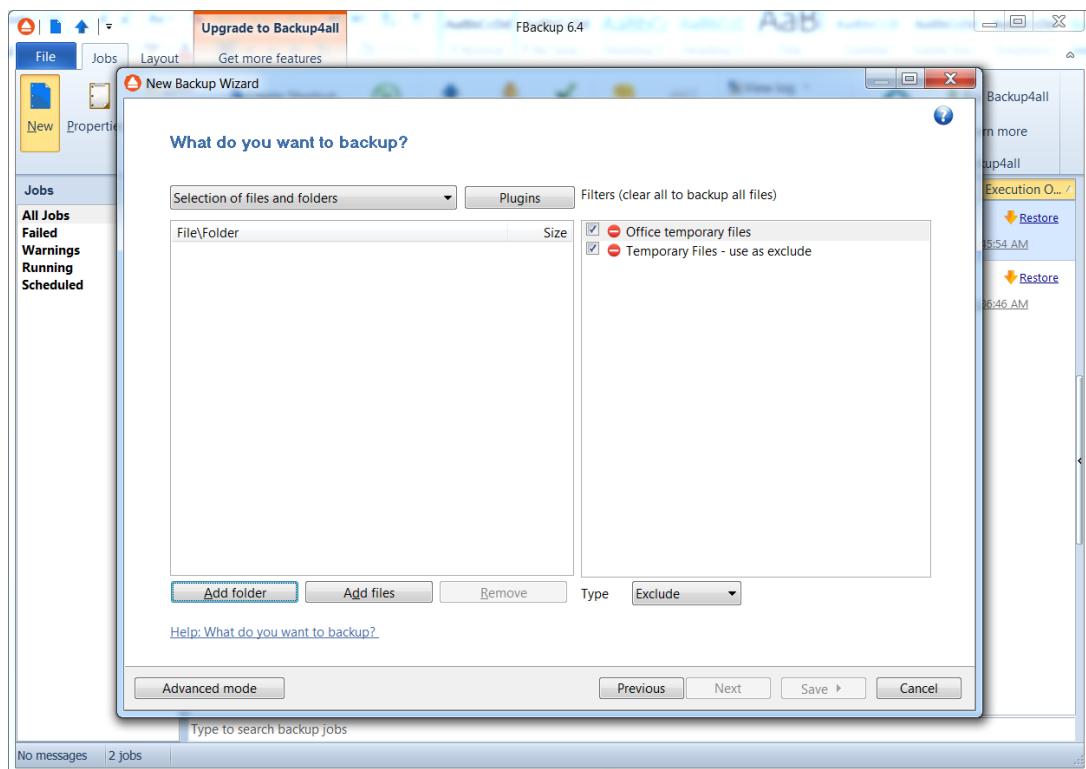 Upgrade to Backup4all
FBackup 6.4
File
Jobs
Layout
Get more features
New Backup Wizard
New
Backup4all
What do you want to backup?
Jobs
Execution O...
Selection of files and folders
Plugins
Filters (clear all to backup all files)
All Jobs
Failed
Warnings
Running
Scheduled
File\Folder
Size
Office temporary files
Temporary Files - use as exclude
Restore
Restore
Add folder
Add files
Remove
Type
Exclude
Help: What do you want to backup?
Advanced mode
Previous
Next
Save
Cancel
Type to search backup jobs
No messages
2 jobs